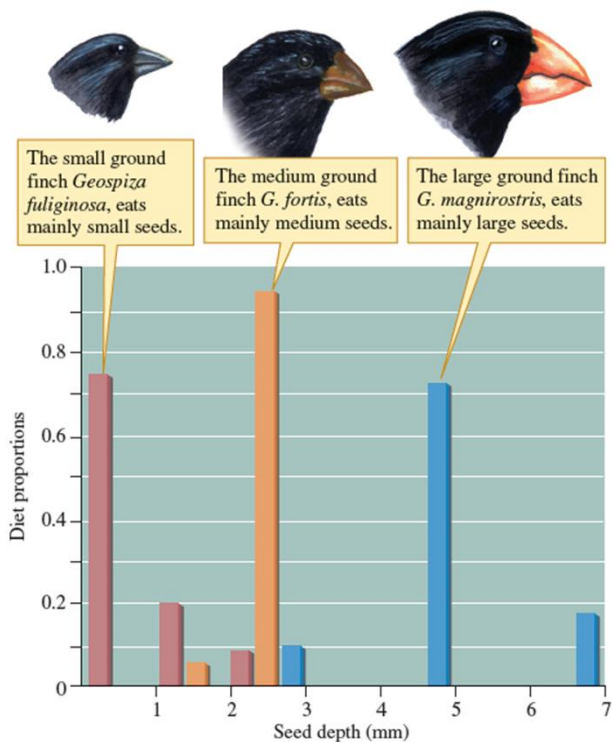 The small ground
finch Geospiza
fuliginosa, eats
mainly small seeds.
The medium ground
finch G. fortis, eats
mainly medium seeds.
The large ground finch
G. magnirostris, eats
mainly large seeds.
1.0
0.8
0.6
0.4
0.2
0
Diet proportions
1 2 3 4 5 6 7
Seed depth (mm)